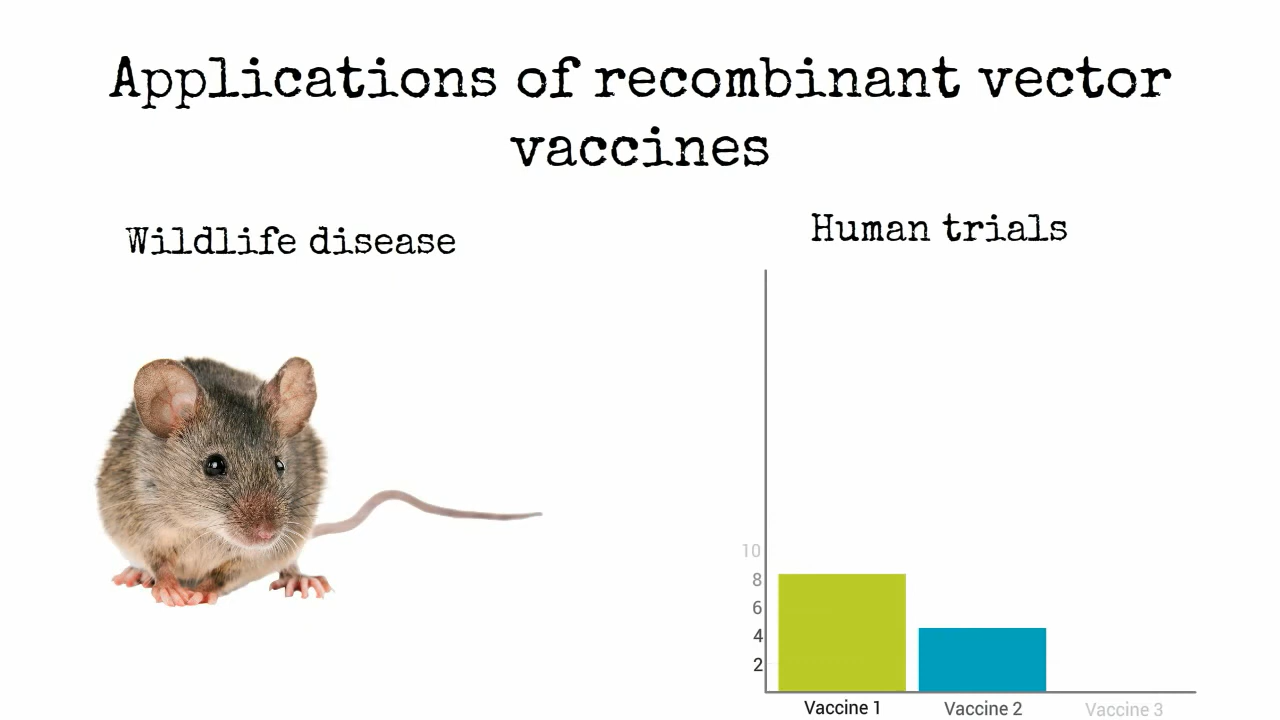 Applications of recombinant vector
vaccines
Wildlife disease
Human trials
10
8
6
4
2
Vaccine 1
Vaccine 2
Vaccine 3